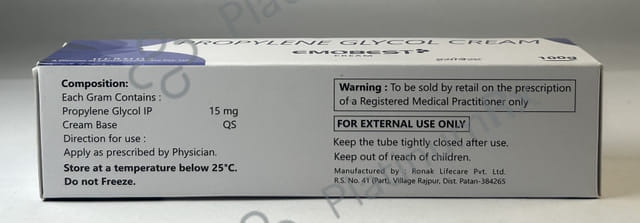 PROPYLENE GLYCOL CREAM
EMOBEST
CREAM
100g
Composition:
Each Gram Contains :
Propylene Glycol IP 15 mg
Cream Base QS
Direction for use :
Apply as prescribed by Physician.
Store at a temperature below 25°C.
Do not Freeze.
Warning : To be sold by retail on the prescription
of a Registered Medical Practitioner only
FOR EXTERNAL USE ONLY
Keep the tube tightly closed after use.
Keep out of reach of children.
Manufactured by : Ronak Lifecare Pvt. Ltd.
R.S. No. 41 (Part), Village Rajpur, Dist. Patan-384265